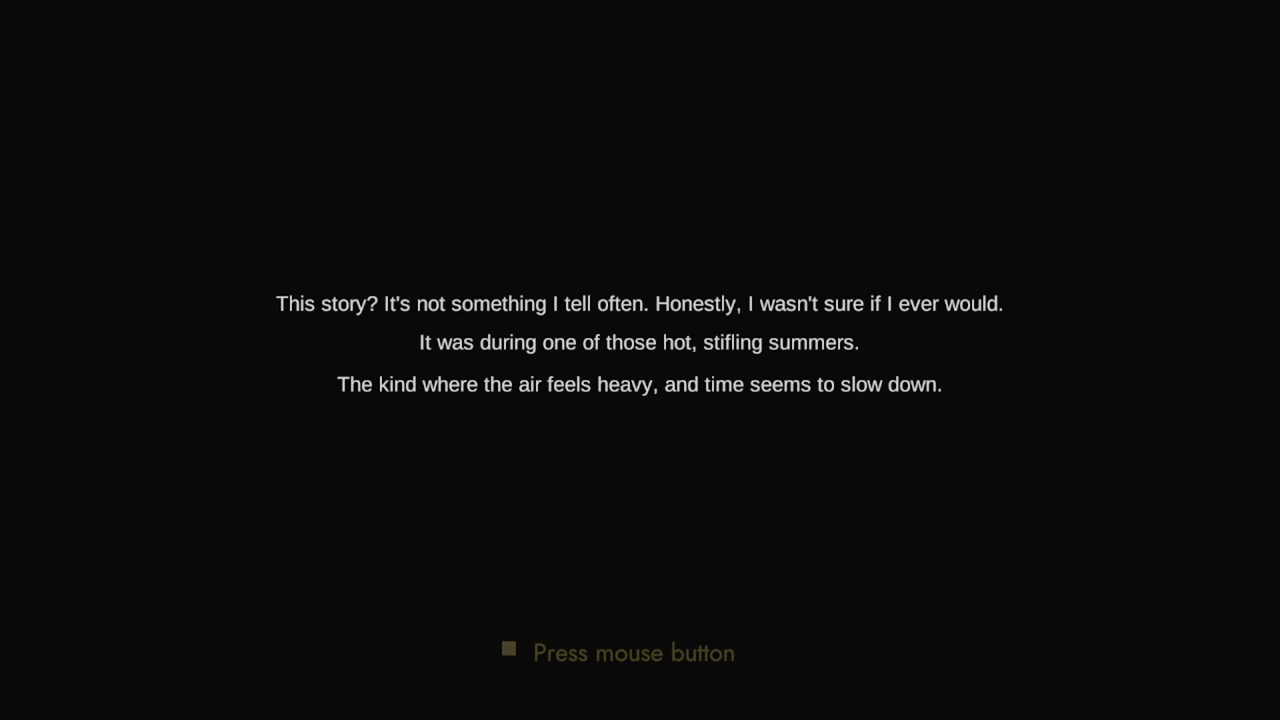 This story? It's not something I tell often. Honestly, I wasn't sure if I ever would.
It was during one of those hot, stifling summers.
The kind where the air feels heavy, and time seems to slow down.
Press mouse button